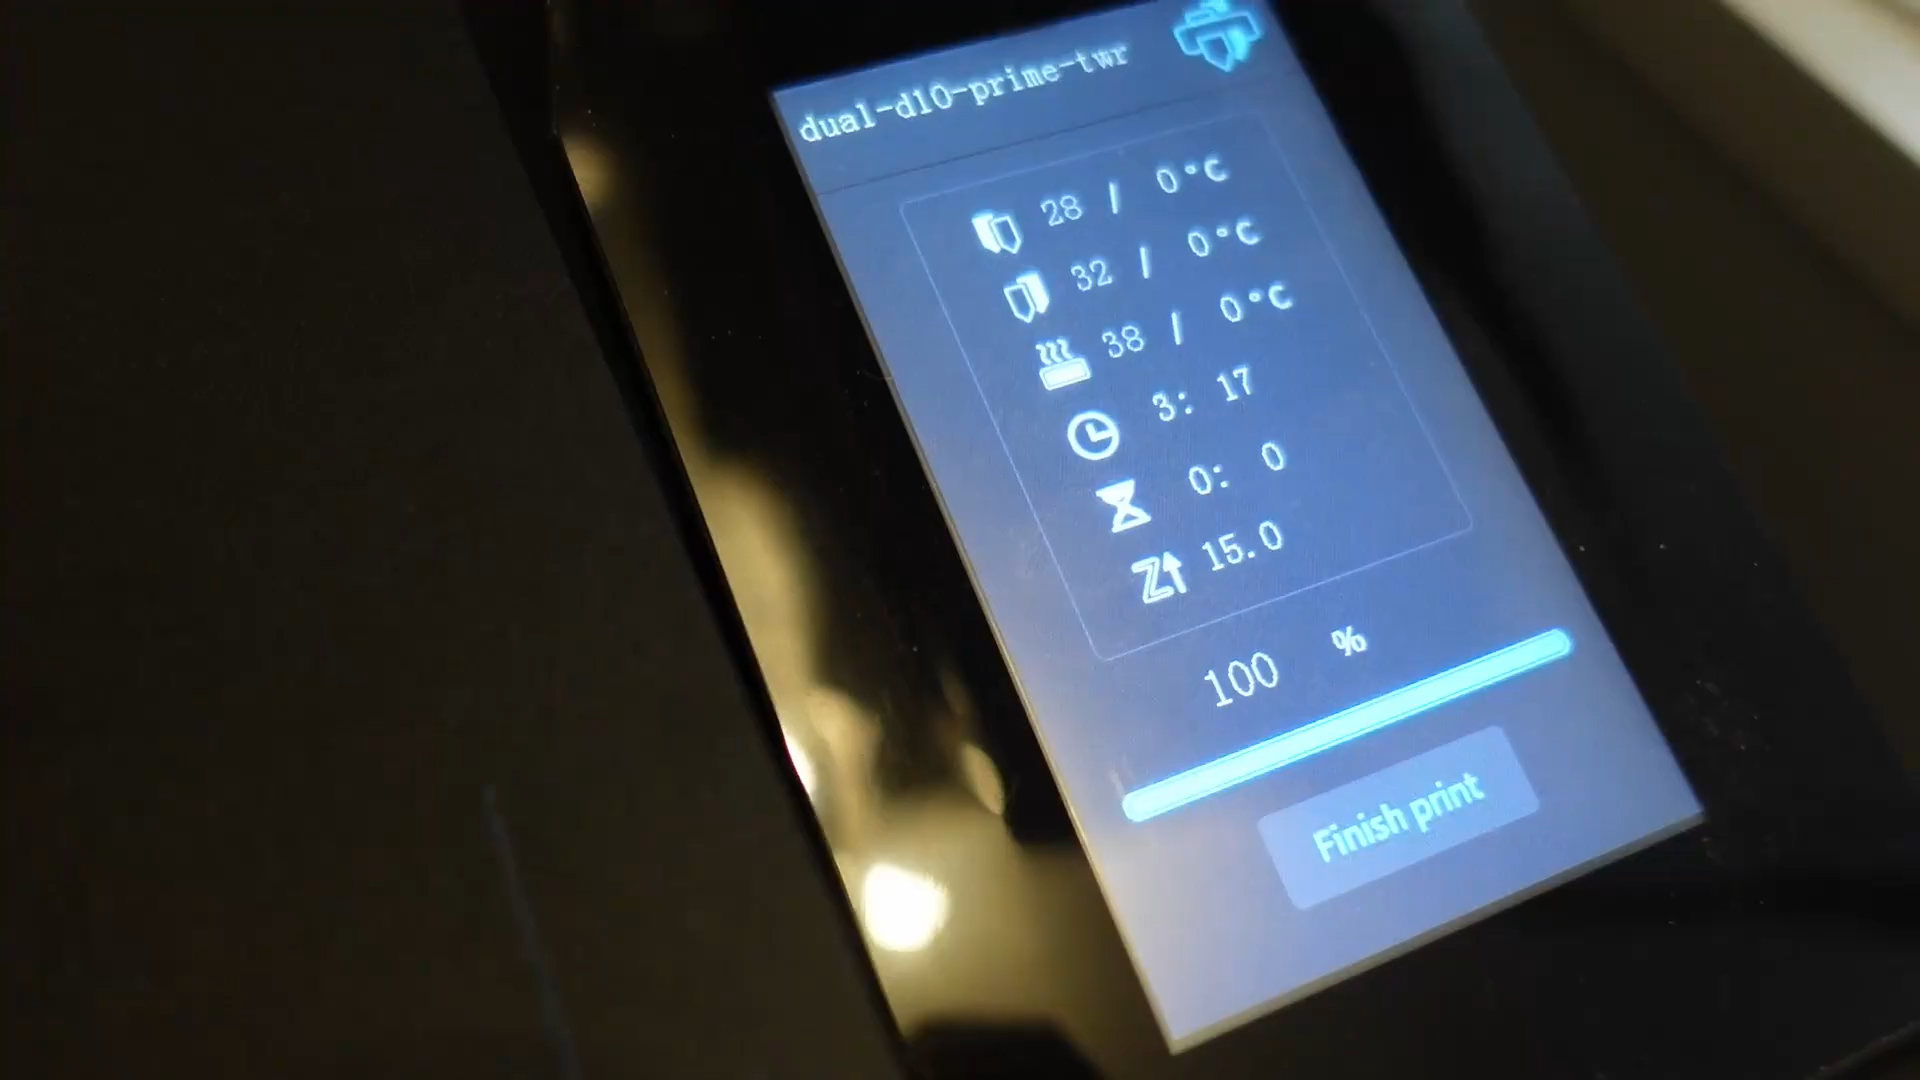 dual-d10-prime-twr
28 / 0°C
32 / 0°C
38 / 0°C
3: 17
0: 0
Z↑ 15.0
100 %
Finish print